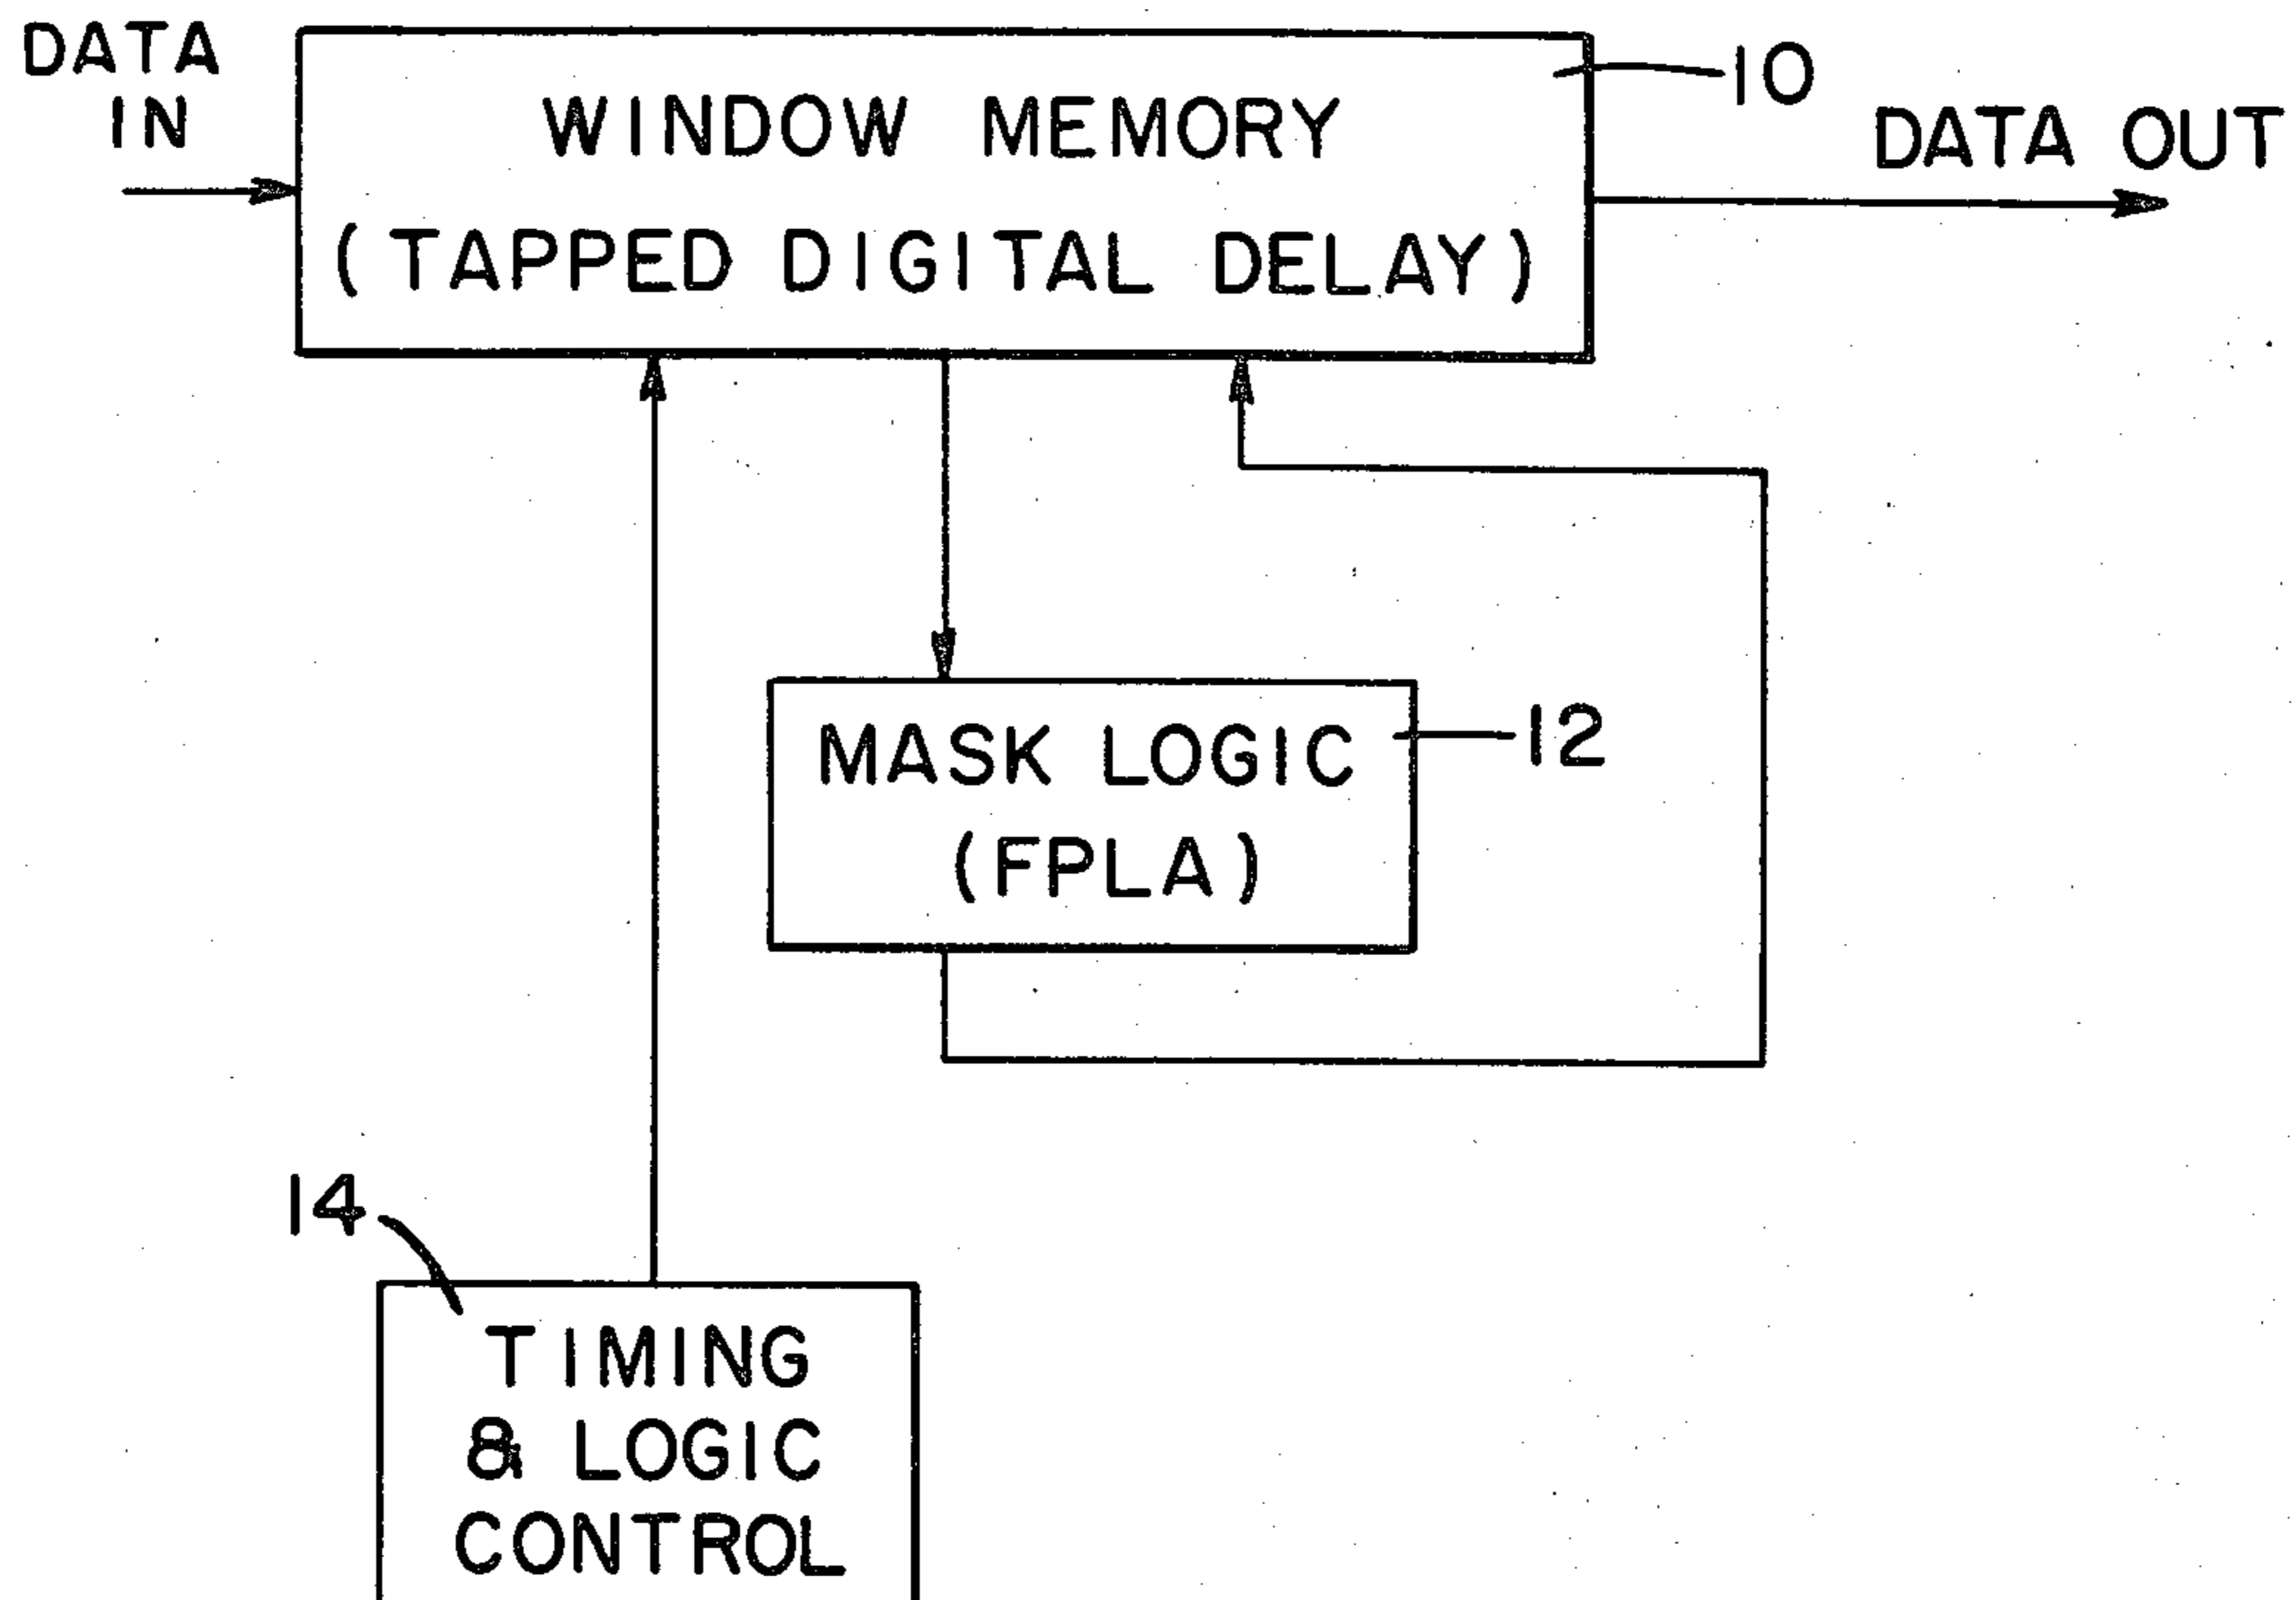 DATA
IN
WINDOW MEMORY
(TAPPED DIGITAL DELAY)
10
DATA OUT
MASK LOGIC
(FPLA)
12
14
TIMING
& LOGIC
CONTROL